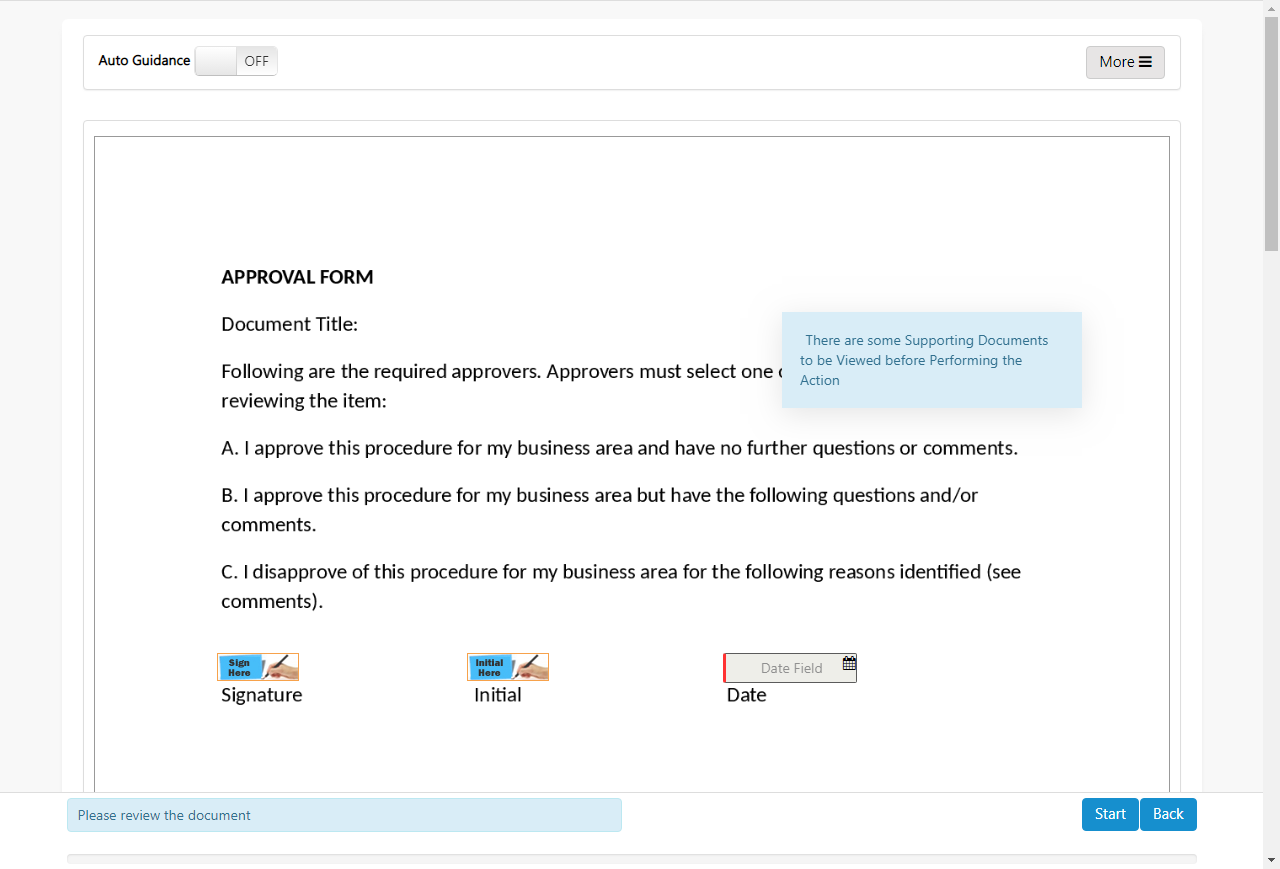 Auto Guidance OFF
More
APPROVAL FORM
Document Title:
There are some Supporting Documents
to be Viewed before Performing the
Action
Following are the required approvers. Approvers must select one
reviewing the item:
A. I approve this procedure for my business area and have no further questions or comments.
B. I approve this procedure for my business area but have the following questions and/or
comments.
C. I disapprove of this procedure for my business area for the following reasons identified (see
comments).
Sign
Here
Initial
Here
Date Field
Signature
Initial
Date
Please review the document
Start
Back